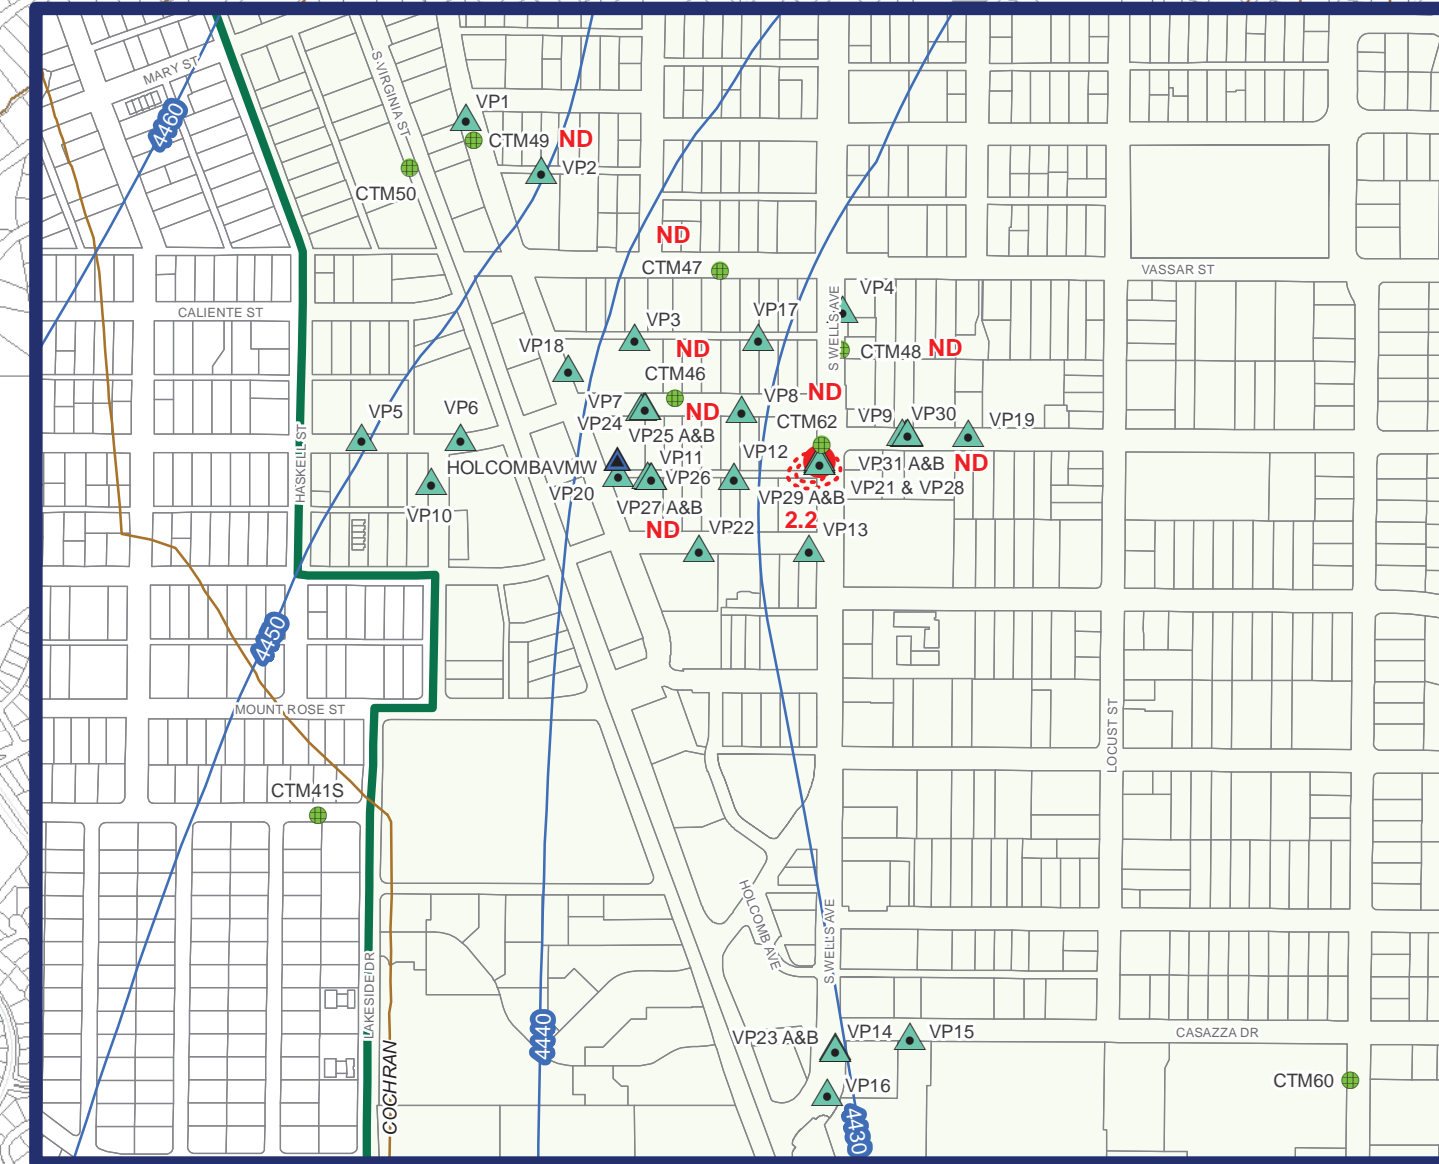 MARY ST
4460
S VIRGINIA ST
VP1
CTM49
ND
VP2
CTM50
ND
CTM47
VASSAR ST
CALIENTE ST
S WELLS AVE
VP4
VP17
VP3
ND
CTM48
ND
VP18
CTM46
ND
VP7
VP8
VP5
VP6
ND
CTM62
VP9
VP30
VP19
VP24
VP25 A&B
HASKELL ST
HOLCOMBAVMW
VP11
VP12
VP31 A&B
ND
VP20
VP26
VP29 A&B
VP21 & VP28
VP10
VP27 A&B
ND
VP22
2.2
VP13
4450
MOUNT ROSE ST
LOCUST ST
CTM41S
HOLCOMB AVE
S WELLS AVE
LAKESIDE DR
4440
COCHRAN
VP23 A&B
VP14
VP15
CASAZZA DR
VP16
CTM60
4430